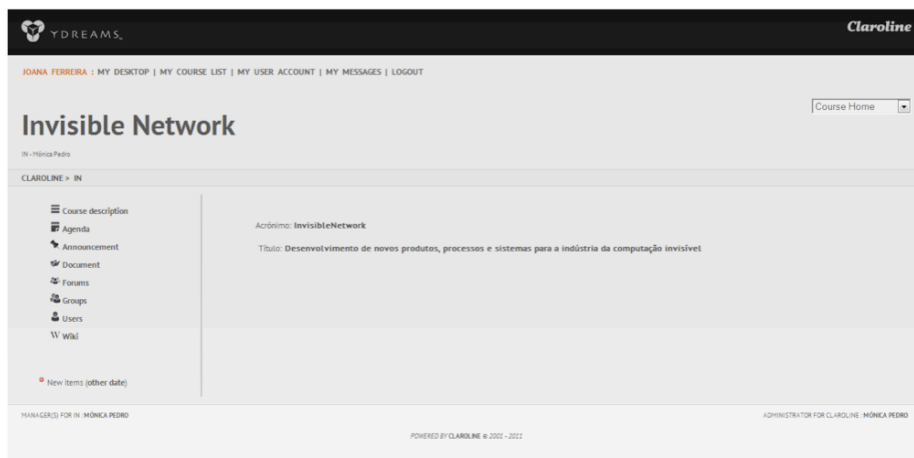 YDREAMS
Claroline
JOANA FERREIRA : MY DESKTOP | MY COURSE LIST | MY USER ACCOUNT | MY MESSAGES | LOGOUT
Course Home
Invisible Network
IN - Mónica Pedro
CLAROLINE > IN
Course description
Agenda
Announcement
Document
Forums
Groups
Users
W Wiki
New items (other date)
Acrónimo: InvisibleNetwork
Título: Desenvolvimento de novos produtos, processos e sistemas para a indústria da computação invisível
MANAGER(S) FOR IN : MÓNICA PEDRO
ADMINISTRATOR FOR CLAROLINE : MÓNICA PEDRO
POWERED BY CLAROLINE © 2001 - 2011